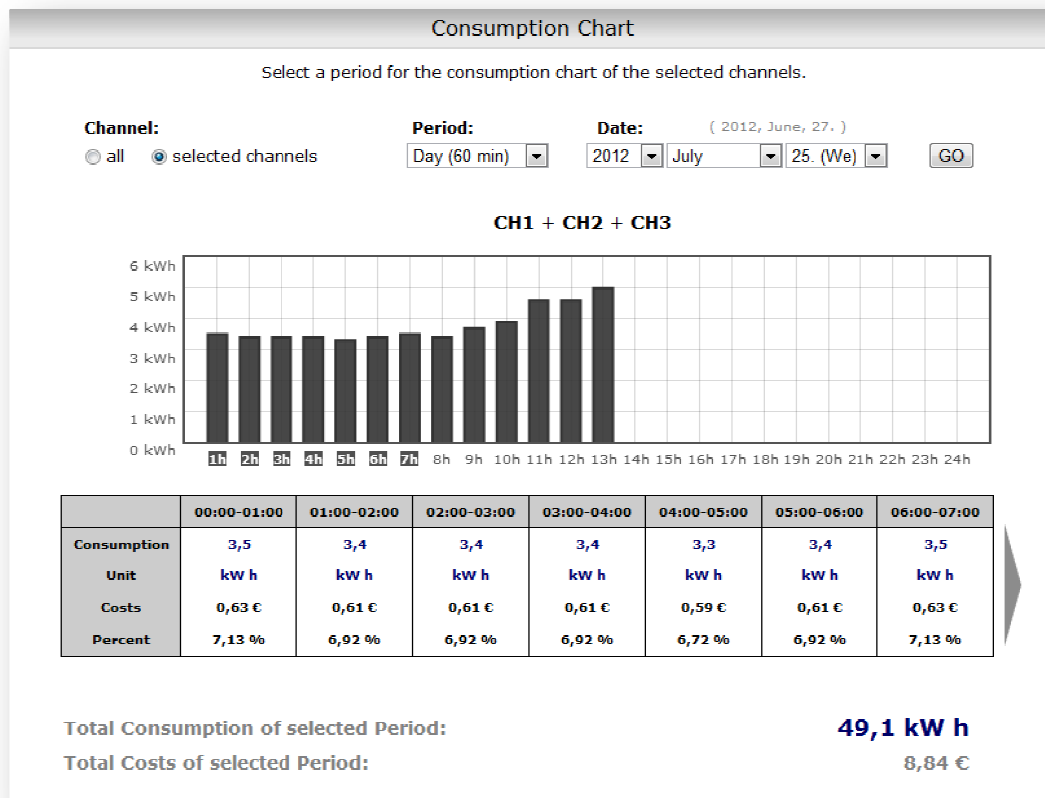 Consumption Chart
Select a period for the consumption chart of the selected channels.
Channel: Period: Date: ( 2012, June, 27. )
all selected channels Day (60 min) 2012 July 25. (We) GO
CH1 + CH2 + CH3
6 kWh
5 kWh
4 kWh
3 kWh
2 kWh
1 kWh
0 kWh
1h 2h 3h 4h 5h 6h 7h 8h 9h 10h 11h 12h 13h 14h 15h 16h 17h 18h 19h 20h 21h 22h 23h 24h
00:00-01:00 01:00-02:00 02:00-03:00 03:00-04:00 04:00-05:00 05:00-06:00 06:00-07:00
Consumption 3,5 3,4 3,4 3,4 3,3 3,4 3,5
Unit kW h kW h kW h kW h kW h kW h kW h
Costs 0,63 € 0,61 € 0,61 € 0,61 € 0,59 € 0,61 € 0,63 €
Percent 7,13 % 6,92 % 6,92 % 6,92 % 6,72 % 6,92 % 7,13 %
Total Consumption of selected Period: 49,1 kW h
Total Costs of selected Period: 8,84 €